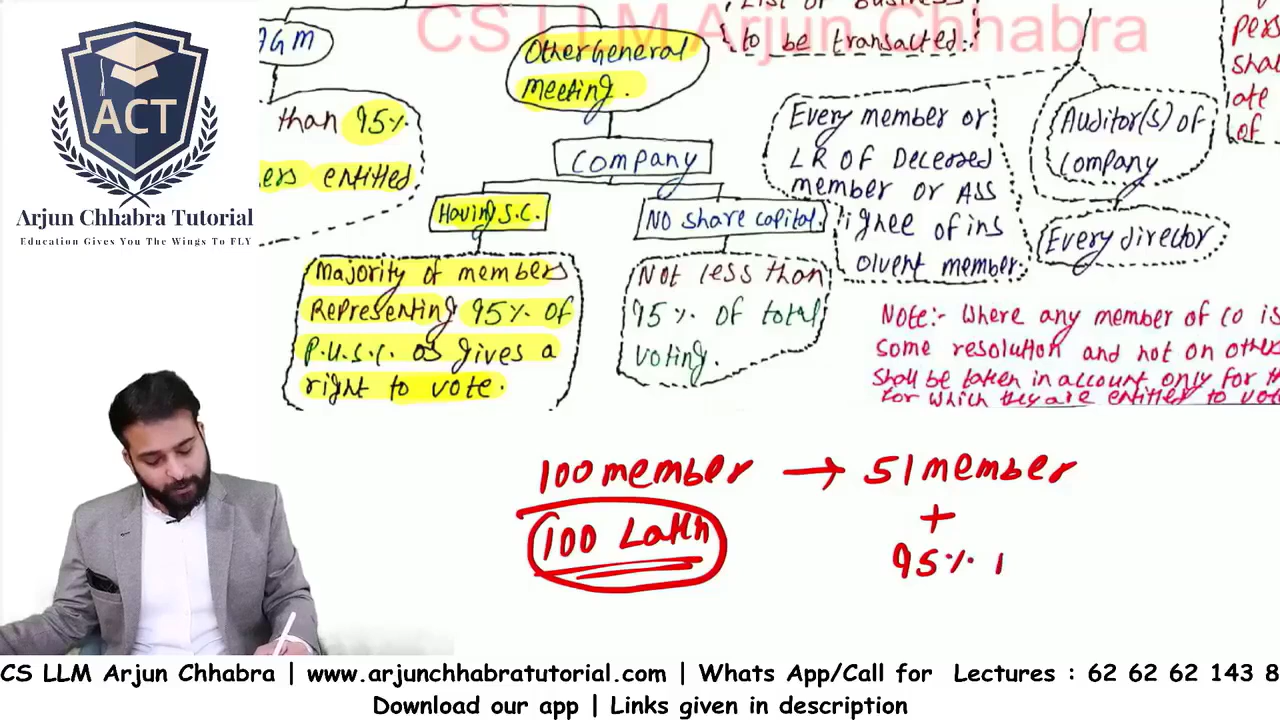 CS LLM Arjun Chhabra
to be transacted.
AGM
than 95%
entitled
Other General
Meeting.
Company
Having S.C.
NO share capital.
Majority of members
Representing 95% of
P.U.S.C. as gives a
right to vote.
Not less than
95% of total
voting.
Every member or
LR OF Decesed
member or Ass
ignee of ins
olvent member.
Auditor(s) of
company
Every director
ate
of
Note:- Where any member of co is
some resolution and not on
shall be taken in account only for
for which they are entitled to
100 member → 51 member
+
100 Lakh
95%
ACT
Arjun Chhabra Tutorial
Education Gives You The Wings To FLY
CS LLM Arjun Chhabra | www.arjunchhabratutorial.com | Whats App/Call for Lectures : 62 62 62 143 8
Download our app | Links given in description